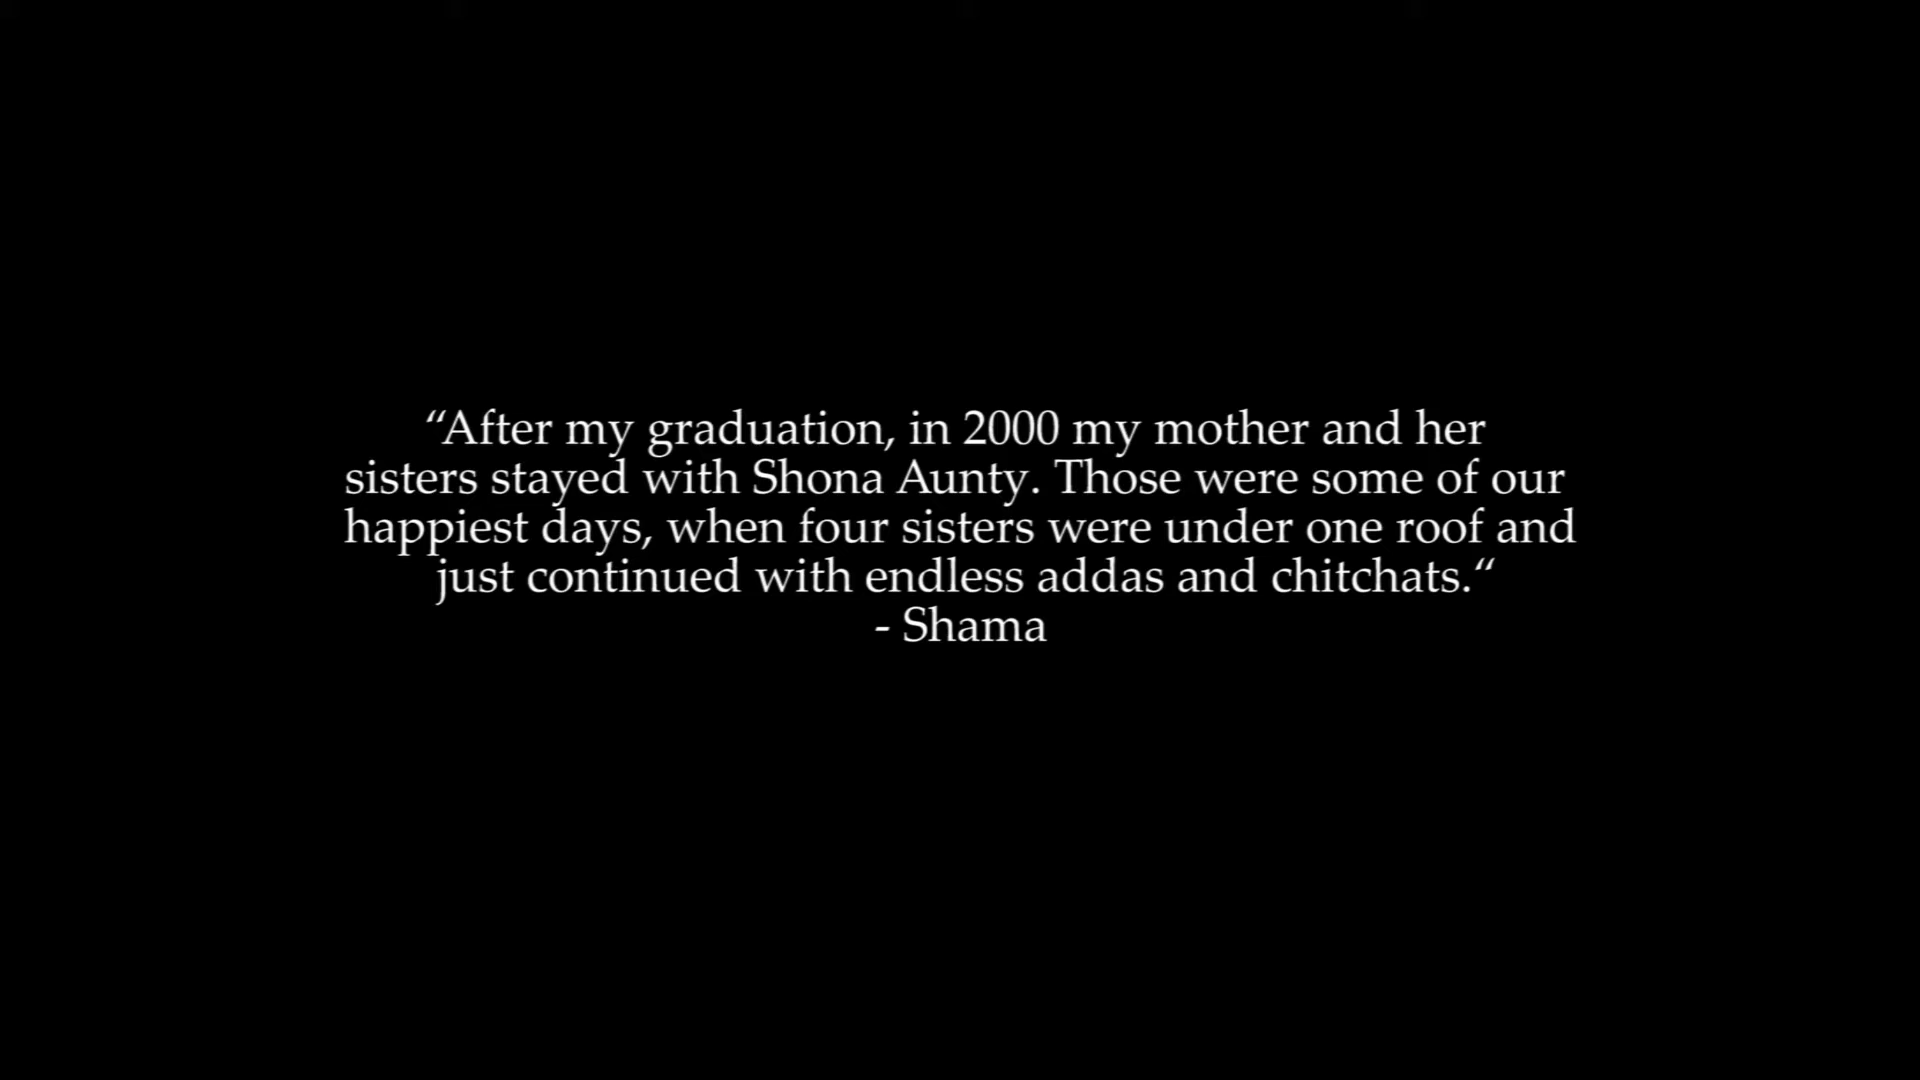 “After my graduation, in 2000 my mother and her
sisters stayed with Shona Aunty. Those were some of our
happiest days, when four sisters were under one roof and
just continued with endless addas and chitchats.“
- Shama